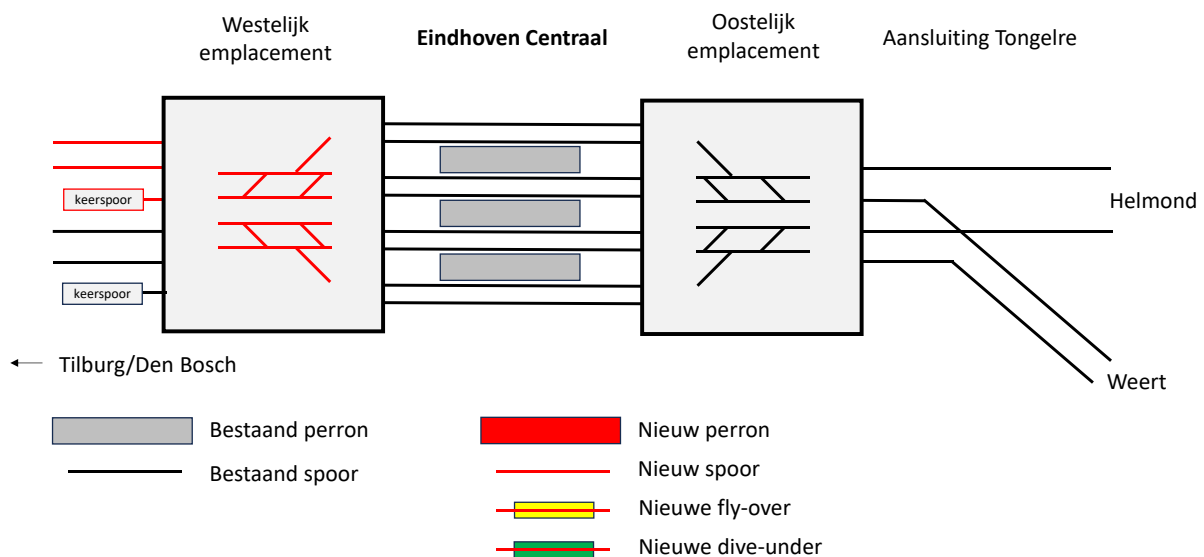 Westelijk
emplacement
Eindhoven Centraal
Oostelijk
emplacement
Aansluiting Tongelre
keerspoor
keerspoor
Helmond
Weert
Tilburg/Den Bosch
Bestaand perron
Bestaand spoor
Nieuw perron
Nieuw spoor
Nieuwe fly-over
Nieuwe dive-under